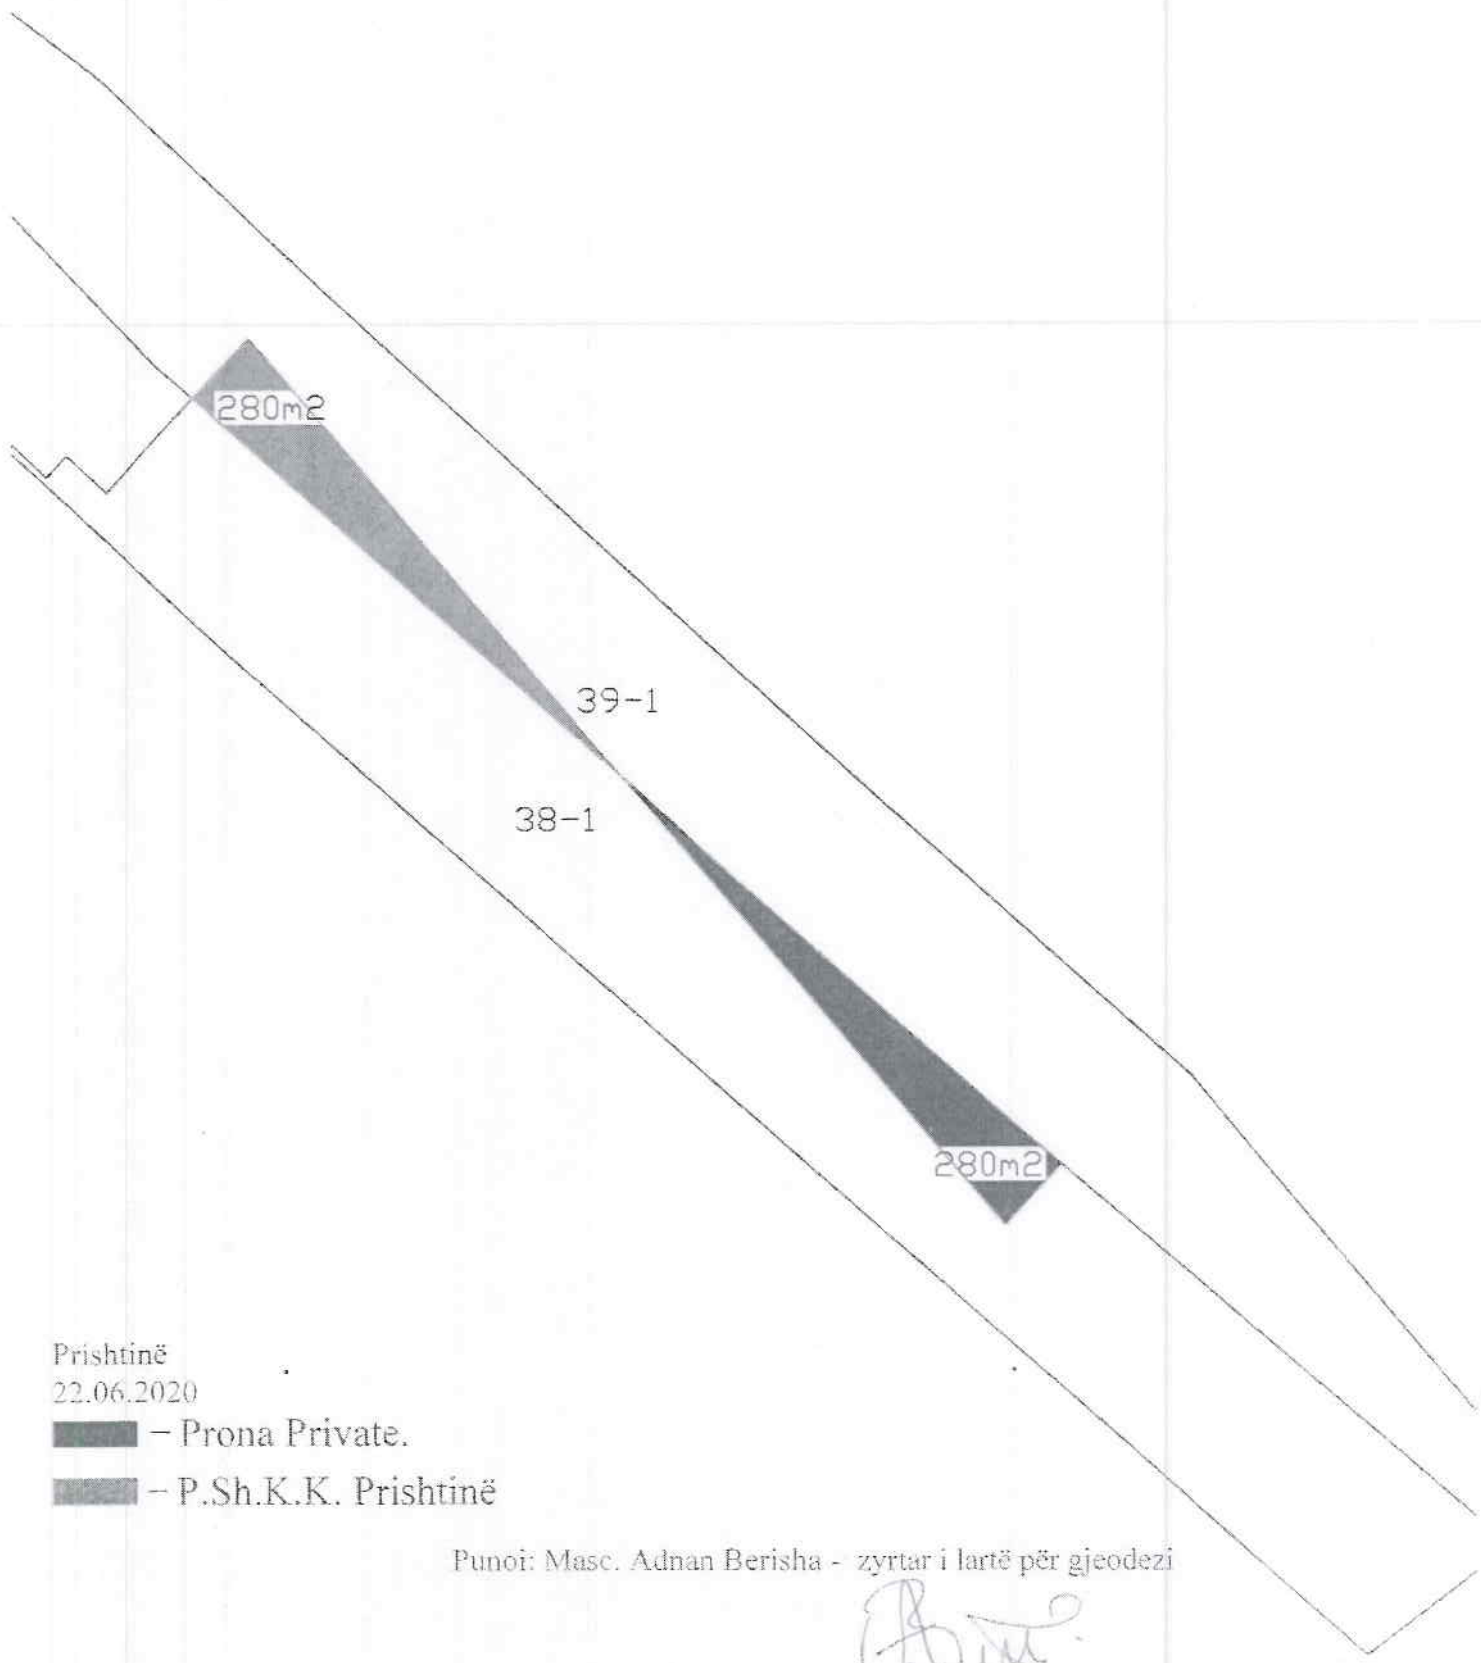 280m2
39-1
38-1
280m2
Prishtinë
22.06.2020
– Prona Private.
– P.Sh.K.K. Prishtinë
Punoi: Masc. Adnan Berisha - zyrtar i lartë për gjeodezi